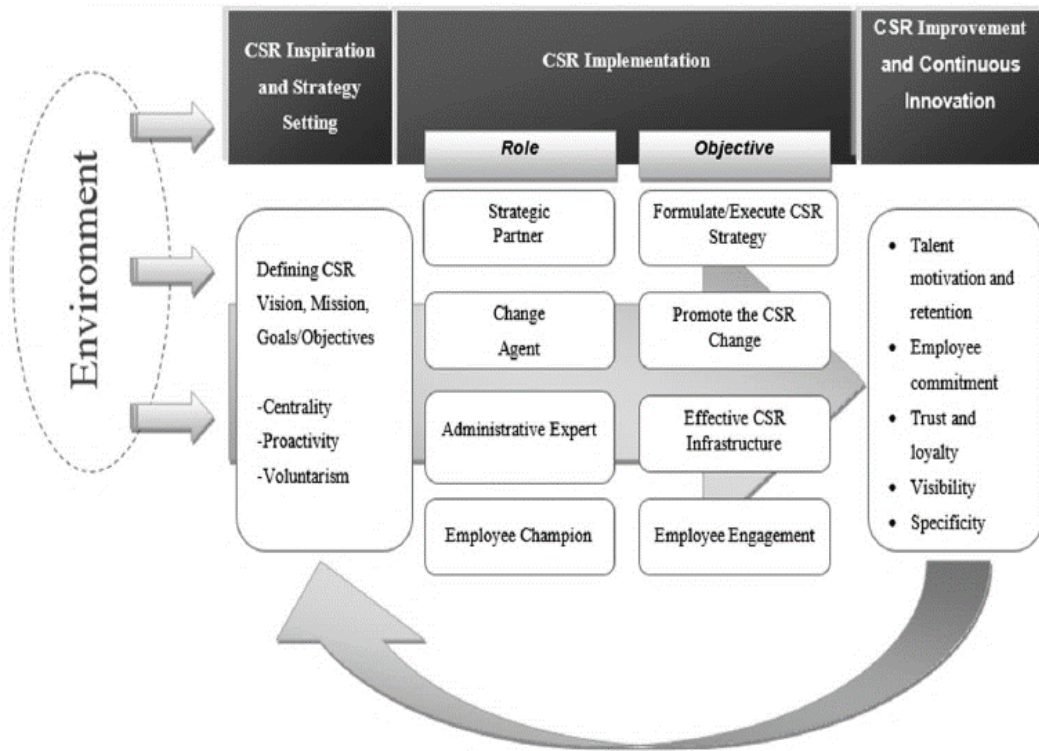 Environment
CSR Inspiration
and Strategy
Setting
CSR Implementation
CSR Improvement
and Continuous
Innovation
Role
Objective
Defining CSR
Vision, Mission,
Goals/Objectives
-Centrality
-Proactivity
-Voluntarism
Strategic
Partner
Formulate/Execute CSR
Strategy
Change
Agent
Promote the CSR
Change
Administrative Expert
Effective CSR
Infrastructure
Employee Champion
Employee Engagement
• Talent
motivation and
retention
• Employee
commitment
• Trust and
loyalty
• Visibility
• Specificity